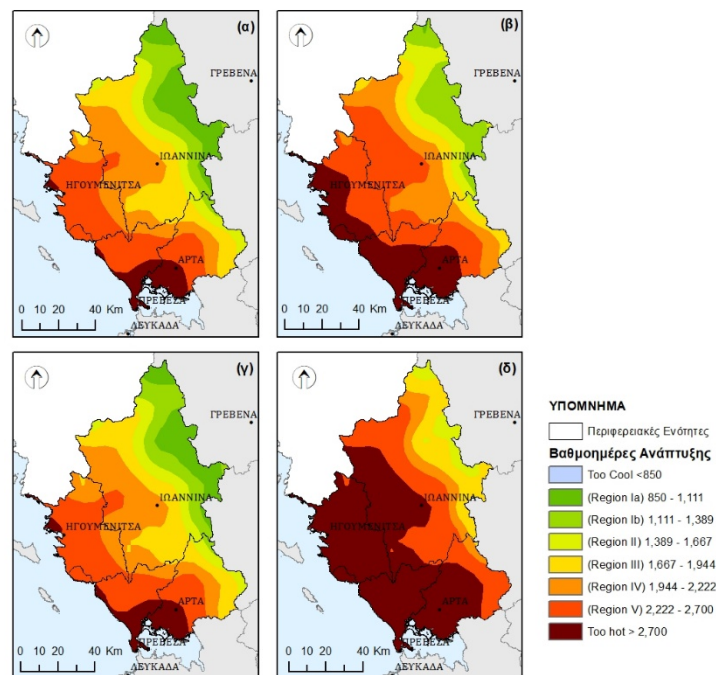 (α)
ΓΡΕΒΕΝΑ
ΙΩΑΝΝΙΝΑ
ΗΓΟΥΜΕΝΙΤΣΑ
ΑΡΤΑ
ΠΡΕΒΕΖΑ
ΛΕΥΚΑΔΑ
0 10 20 40 Km
(β)
ΓΡΕΒΕΝΑ
ΙΩΑΝΝΙΝΑ
ΗΓΟΥΜΕΝΙΤΣΑ
ΑΡΤΑ
ΠΡΕΒΕΖΑ
ΛΕΥΚΑΔΑ
0 10 20 40 Km
(γ)
ΓΡΕΒΕΝΑ
ΙΩΑΝΝΙΝΑ
ΗΓΟΥΜΕΝΙΤΣΑ
ΑΡΤΑ
ΠΡΕΒΕΖΑ
ΛΕΥΚΑΔΑ
0 10 20 40 Km
(δ)
ΓΡΕΒΕΝΑ
ΙΩΑΝΝΙΝΑ
ΗΓΟΥΜΕΝΙΤΣΑ
ΑΡΤΑ
ΠΡΕΒΕΖΑ
ΛΕΥΚΑΔΑ
0 10 20 40 Km
ΥΠΟΜΝΗΜΑ
Περιφερειακές Ενότητες
Βαθμοημέρες Ανάπτυξης
Too Cool <850
(Region Ia) 850 - 1,111
(Region Ib) 1,111 - 1,389
(Region II) 1,389 - 1,667
(Region III) 1,667 - 1,944
(Region IV) 1,944 - 2,222
(Region V) 2,222 - 2,700
Too hot > 2,700